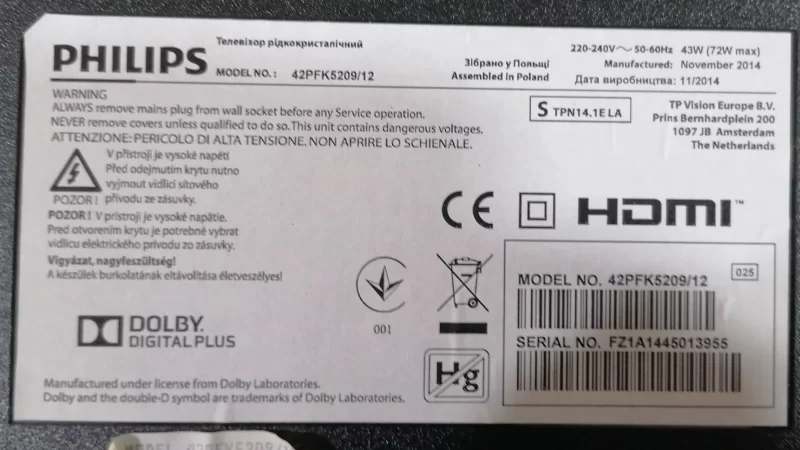 PHILIPS
Телевізор рідкокристалічний
MODEL NO.: 42PFK5209/12
Зібрано у Польщі
Assembled in Poland
220-240V~ 50-60Hz 43W (72W max)
Manufactured: November 2014
Дата виробництва: 11/2014
WARNING
ALWAYS remove mains plug from wall socket before any Service operation.
NEVER remove covers unless qualified to do so. This unit contains dangerous voltages.
ATTENZIONE: PERICOLO DI ALTA TENSIONE. NON APRIRE LO SCHIENALE.
S TPN14.1E LA
TP Vision Europe B.V.
Prins Bernhardplein 200
1097 JB Amsterdam
The Netherlands
V přístroji je vysoké napětí
Před odejmutím krytu nutno
vyjmout vidlici síťového
POZOR! přívodu ze zásuvky.
POZOR! V prístroji je vysoké napätie.
Pred otvorením krytu je potrebné vybrat
vidlicu elektrického prívodu zo zásuvky.
Vigyázat, nagyfeszültség!
A készülek burkolatának eltávolítása életveszélyes!
CE
HDMI™
DOLBY
DIGITAL PLUS
001
Hg
MODEL NO. 42PFK5209/12
025
SERIAL NO. FZ1A1445013955
Manufactured under license from Dolby Laboratories.
Dolby and the double-D symbol are trademarks of Dolby Laboratories.
MODEL 42PFK5209/